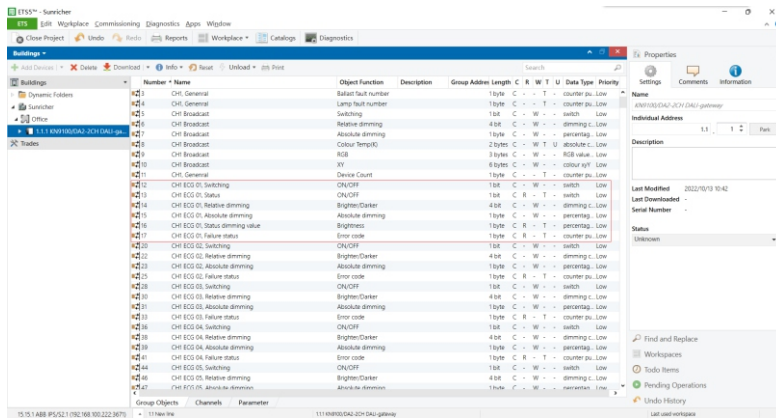 ETS5™ - Sunricher
ETS Edit Workplace Commissioning Diagnostics Apps Window
Close Project Undo Redo Reports Workplace Catalogs Diagnostics
Buildings
Add Devices Delete Download Info Reset Unload Print Search
Buildings
Dynamic Folders
Sunricher
Office
1.1.1 KN9100/DA2-2CH DALI-ga...
Trades
Number Name Object Function Description Group Addres Length C R W T U Data Type Priority
3 CH1, Genenral Ballast fault number 1 byte C - - T - counter pu... Low
4 CH1, Genenral Lamp fault number 1 byte C - - T - counter pu... Low
5 CH1 Broadcast Switching 1 bit C - W - - switch Low
6 CH1 Broadcast Relative dimming 4 bit C - W - - dimming c... Low
7 CH1 Broadcast Absolute dimming 1 byte C - W - - percentag... Low
8 CH1 Broadcast Colour Temp(K) 2 bytes C - W T U absolute c... Low
9 CH1 Broadcast RGB 3 bytes C - W - - RGB value... Low
10 CH1 Broadcast XY 6 bytes C - W - - colour xyY Low
11 CH1, Genenral Device Count 1 byte C - - T - counter pu... Low
12 CH1 ECG 01, Switching ON/OFF 1 bit C - W - - switch Low
13 CH1 ECG 01, Status ON/OFF 1 bit C R - T - switch Low
14 CH1 ECG 01, Relative dimming Brighter/Darker 4 bit C - W - - dimming c... Low
15 CH1 ECG 01, Absolute dimming Absolute dimming 1 byte C - W - - percentag... Low
16 CH1 ECG 01, Status dimming value Brightness 1 byte C R - T - percentag... Low
17 CH1 ECG 01, Failure status Error code 1 byte C R - T - counter pu... Low
20 CH1 ECG 02, Switching ON/OFF 1 bit C - W - - switch Low
22 CH1 ECG 02, Relative dimming Brighter/Darker 4 bit C - W - - dimming c... Low
23 CH1 ECG 02, Absolute dimming Absolute dimming 1 byte C - W - - percentag... Low
25 CH1 ECG 02, Failure status Error code 1 byte C R - T - counter pu... Low
28 CH1 ECG 03, Switching ON/OFF 1 bit C - W - - switch Low
30 CH1 ECG 03, Relative dimming Brighter/Darker 4 bit C - W - - dimming c... Low
31 CH1 ECG 03, Absolute dimming Absolute dimming 1 byte C - W - - percentag... Low
33 CH1 ECG 03, Failure status Error code 1 byte C R - T - counter pu... Low
36 CH1 ECG 04, Switching ON/OFF 1 bit C - W - - switch Low
38 CH1 ECG 04, Relative dimming Brighter/Darker 4 bit C - W - - dimming c... Low
39 CH1 ECG 04, Absolute dimming Absolute dimming 1 byte C - W - - percentag... Low
41 CH1 ECG 04, Failure status Error code 1 byte C R - T - counter pu... Low
44 CH1 ECG 05, Switching ON/OFF 1 bit C - W - - switch Low
46 CH1 ECG 05, Relative dimming Brighter/Darker 4 bit C - W - - dimming c... Low
47 CH1 ECG 05, Absolute dimming Absolute dimming 1 byte C - W - - percentag... Low
Group Objects Channels Parameter
Properties
Settings Comments Information
Name
KN9100/DA2-2CH DALI-gateway
Individual Address
1.1 . 1 Park
Description
Last Modified 2022/10/13 10:42
Last Downloaded -
Serial Number -
Status
Unknown
Find and Replace
Workspaces
Todo Items
Pending Operations
Undo History
15.15.1 ABB IPS/S2.1 (192.168.100.222:3671) 1.1 New line 1.1.1 KN9100/DA2-2CH DALI-gateway Last used workspace